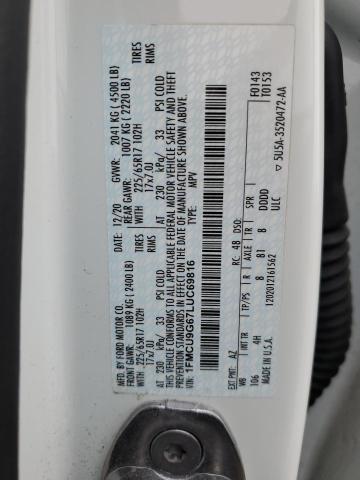 MFD. BY FORD MOTOR CO.
DATE: 12/20 GVWR: 2041 KG ( 4500 LB)
FRONT GAWR: 1089 KG ( 2400 LB) REAR GAWR: 1007 KG ( 2220 LB)
WITH 225/65R17 102H TIRES WITH 225/65R17 102H TIRES
17x7.0J RIMS 17x7.0J RIMS
AT 230 kPa/ 33 PSI COLD AT 230 kPa/ 33 PSI COLD
THIS VEHICLE CONFORMS TO ALL APPLICABLE FEDERAL MOTOR VEHICLE SAFETY AND THEFT
PREVENTION STANDARDS IN EFFECT ON THE DATE OF MANUFACTURE SHOWN ABOVE.
VIN: 1FMCU9G67LUC69816 TYPE: MPV
F0143
T0153
EXT PNT: AZ RC: 48 DSO:
WB INT TR TP/PS R AXLE TR SPR
106 4H 8 81 8 DODD
MADE IN U.S.A. ULC
1202012161562
▽ 5U5A-3520472-AA